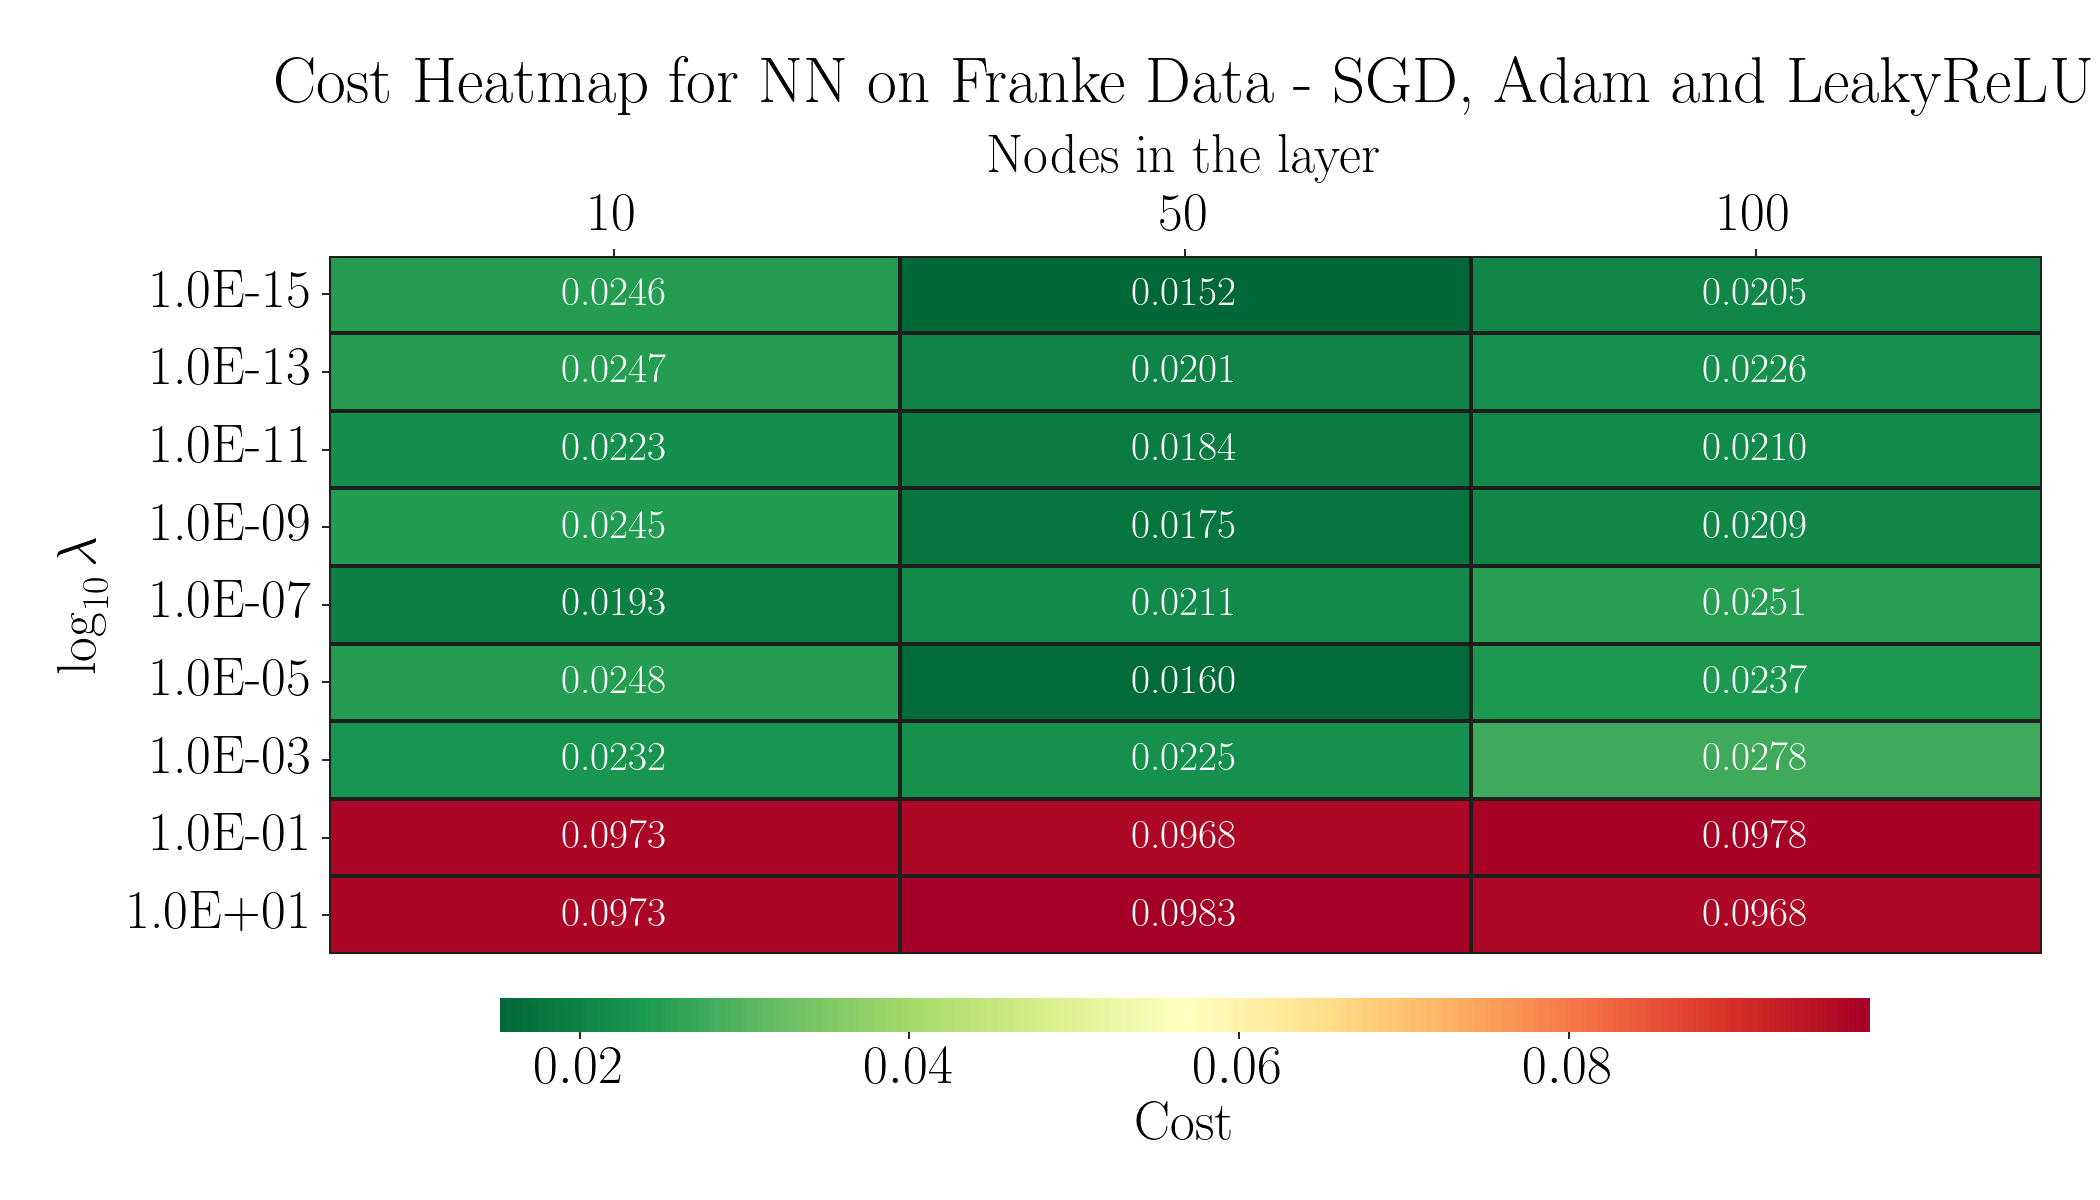 Cost Heatmap for NN on Franke Data - SGD, Adam and LeakyReLU
Nodes in the layer
10 50 100
1.0E-15 0.0246 0.0152 0.0205
1.0E-13 0.0247 0.0201 0.0226
1.0E-11 0.0223 0.0184 0.0210
1.0E-09 0.0245 0.0175 0.0209
1.0E-07 0.0193 0.0211 0.0251
1.0E-05 0.0248 0.0160 0.0237
1.0E-03 0.0232 0.0225 0.0278
1.0E-01 0.0973 0.0968 0.0978
1.0E+01 0.0973 0.0983 0.0968
log₁₀ λ
0.02 0.04 0.06 0.08
Cost